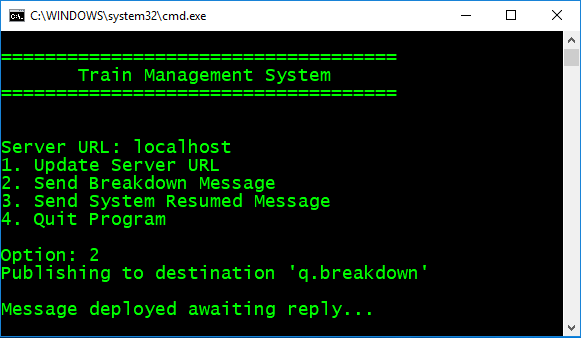 C:\WINDOWS\system32\cmd.exe
====================================
Train Management System
====================================
Server URL: localhost
1. Update Server URL
2. Send Breakdown Message
3. Send System Resumed Message
4. Quit Program
Option: 2
Publishing to destination 'q.breakdown'
Message deployed awaiting reply...